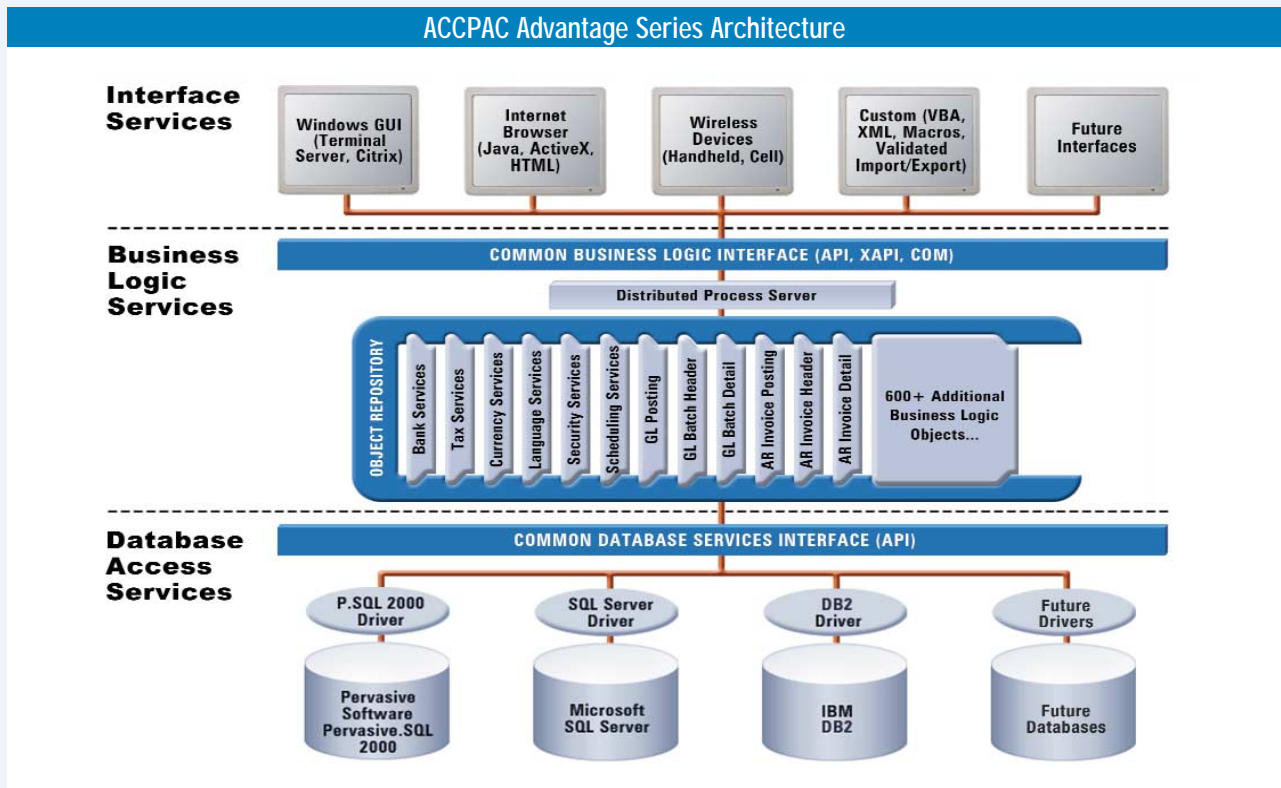 ACCPAC Advantage Series Architecture
Interface
Services
Windows GUI
(Terminal
Server, Citrix)
Internet
Browser
(Java, ActiveX,
HTML)
Wireless
Devices
(Handheld, Cell)
Custom (VBA,
XML, Macros,
Validated
Import/Export)
Future
Interfaces
Business
Logic
Services
COMMON BUSINESS LOGIC INTERFACE (API, XAPI, COM)
Distributed Process Server
OBJECT REPOSITORY
Bank Services
Tax Services
Currency Services
Language Services
Security Services
Scheduling Services
GL Posting
GL Batch Header
GL Batch Detail
AR Invoice Posting
AR Invoice Header
AR Invoice Detail
600+ Additional
Business Logic
Objects...
Database
Access
Services
COMMON DATABASE SERVICES INTERFACE (API)
P.SQL 2000
Driver
SQL Server
Driver
DB2
Driver
Future
Drivers
Pervasive
Software
Pervasive.SQL
2000
Microsoft
SQL Server
IBM
DB2
Future
Databases